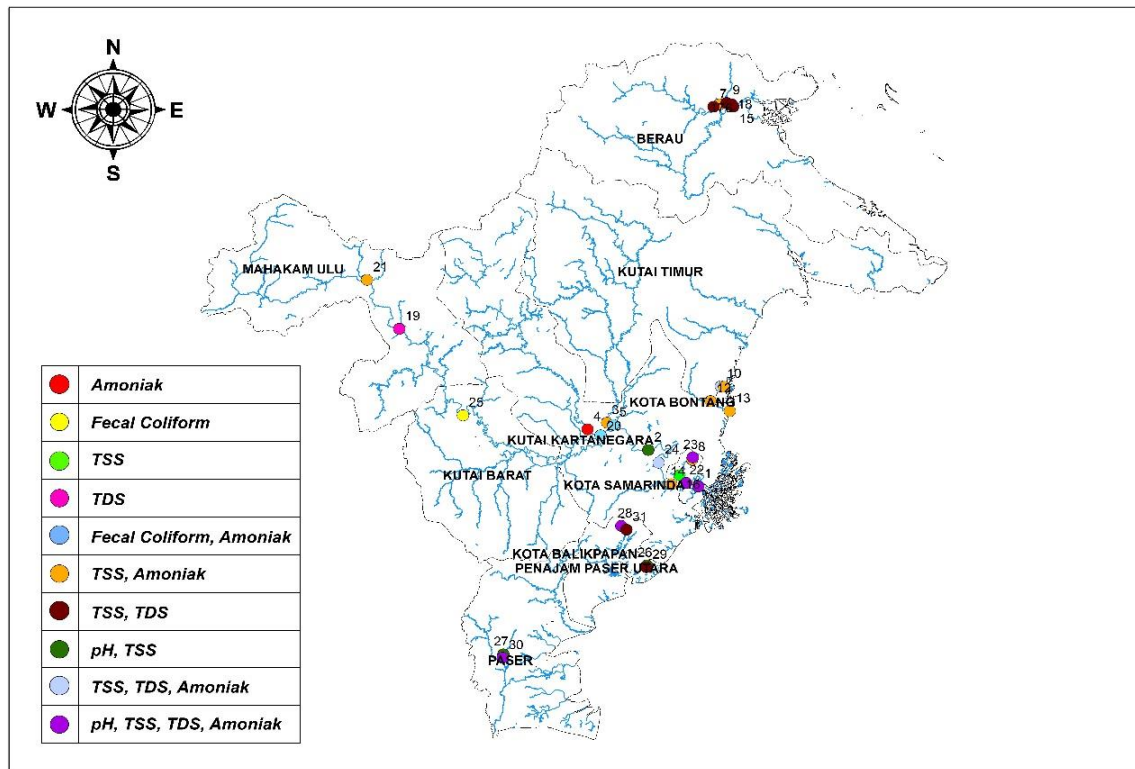 N
W E
S
7 9
18
15
BERAU
MAHAKAM ULU
21
KUTAI TIMUR
19
10
12
KOTA BONTANG
13
25
4 35
20
KUTAI KARTANEGARA
2
24
23 8
KUTAI BARAT
14
22
1
KOTA SAMARINDA
28
31
KOTA BALIKPAPAN
26 29
PENAJAM PASER UTARA
27 30
PASER
Amoniak
Fecal Coliform
TSS
TDS
Fecal Coliform, Amoniak
TSS, Amoniak
TSS, TDS
pH, TSS
TSS, TDS, Amoniak
pH, TSS, TDS, Amoniak